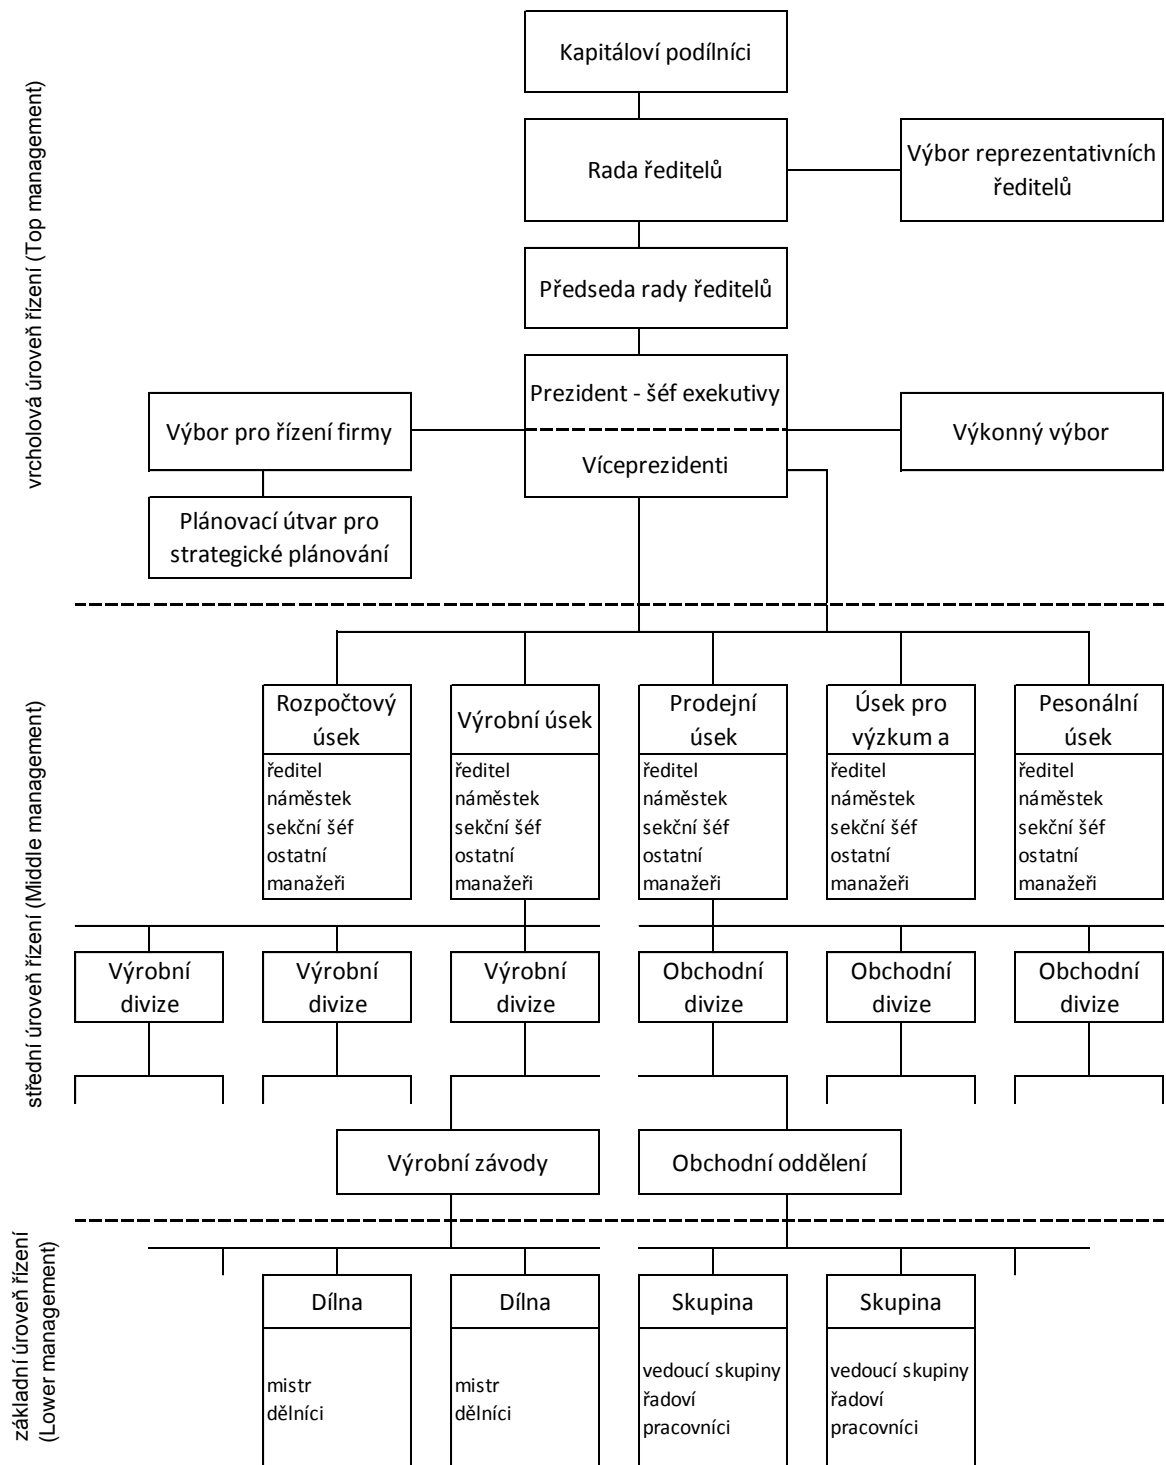 vrcholová úroveň řízení (Top management)
Kapitáloví podílníci
Rada ředitelů
Výbor reprezentativních
ředitelů
Předseda rady ředitelů
Prezident - šéf exekutivy
Výbor pro řízení firmy
Výkonný výbor
Víceprezidenti
Plánovací útvar pro
strategické plánování
střední úroveň řízení (Middle management)
Rozpočtový
úsek
ředitel
náměstek
sekční šéf
ostatní
manažeři
Výrobní úsek
ředitel
náměstek
sekční šéf
ostatní
manažeři
Prodejní
úsek
ředitel
náměstek
sekční šéf
ostatní
manažeři
Úsek pro
výzkum a
ředitel
náměstek
sekční šéf
ostatní
manažeři
Pesonální
úsek
ředitel
náměstek
sekční šéf
ostatní
manažeři
Výrobní
divize
Výrobní
divize
Výrobní
divize
Obchodní
divize
Obchodní
divize
Obchodní
divize
Výrobní závody
Obchodní oddělení
základní úroveň řízení
(Lower management)
Dílna
mistr
dělníci
Dílna
mistr
dělníci
Skupina
vedoucí skupiny
řadoví
pracovníci
Skupina
vedoucí skupiny
řadoví
pracovníci